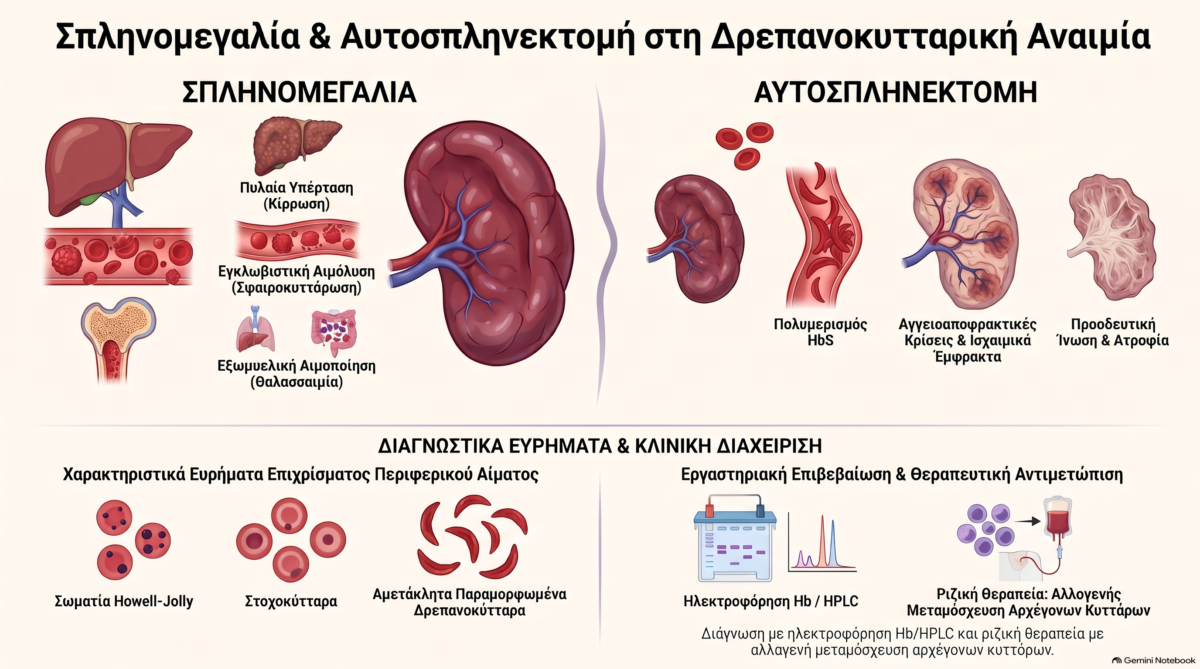 Σπληνομεγαλία & Αυτοσπληνεκτομή στη Δρεπανοκυτταρική Αναιμία
ΣΠΛΗΝΟΜΕΓΑΛΙΑ
Πυλαία Υπέρταση
(Κίρρωση)
Εγκλωβιστική Αιμόλυση
(Σφαιροκυττάρωση)
Εξωμυελική Αιμοποίηση
(Θαλασσαιμία)
ΑΥΤΟΣΠΛΗΝΕΚΤΟΜΗ
Πολυμερισμός
HbS
Αγγειοαποφρακτικές
Κρίσεις & Ισχαιμικά
Έμφρακτα
Προοδευτική
Ίνωση & Ατροφία
ΔΙΑΓΝΩΣΤΙΚΑ ΕΥΡΗΜΑΤΑ & ΚΛΙΝΙΚΗ ΔΙΑΧΕΙΡΙΣΗ
Χαρακτηριστικά Ευρήματα Επιχρίσματος Περιφερικού Αίματος
Σωματία Howell-Jolly
Στοχοκύτταρα
Αμετάκλητα Παραμορφωμένα
Δρεπανοκύτταρα
Εργαστηριακή Επιβεβαίωση & Θεραπευτική Αντιμετώπιση
Ηλεκτροφόρηση Hb / HPLC
Ριζική Θεραπεία: Αλλογενής
Μεταμόσχευση Αρχέγονων Κυττάρων
Διάγνωση με ηλεκτροφόρηση Hb/HPLC και ριζική θεραπεία με
αλλαγενή μεταμόσχευση αρχέγονων κυττόρων.
Gemini Notebook